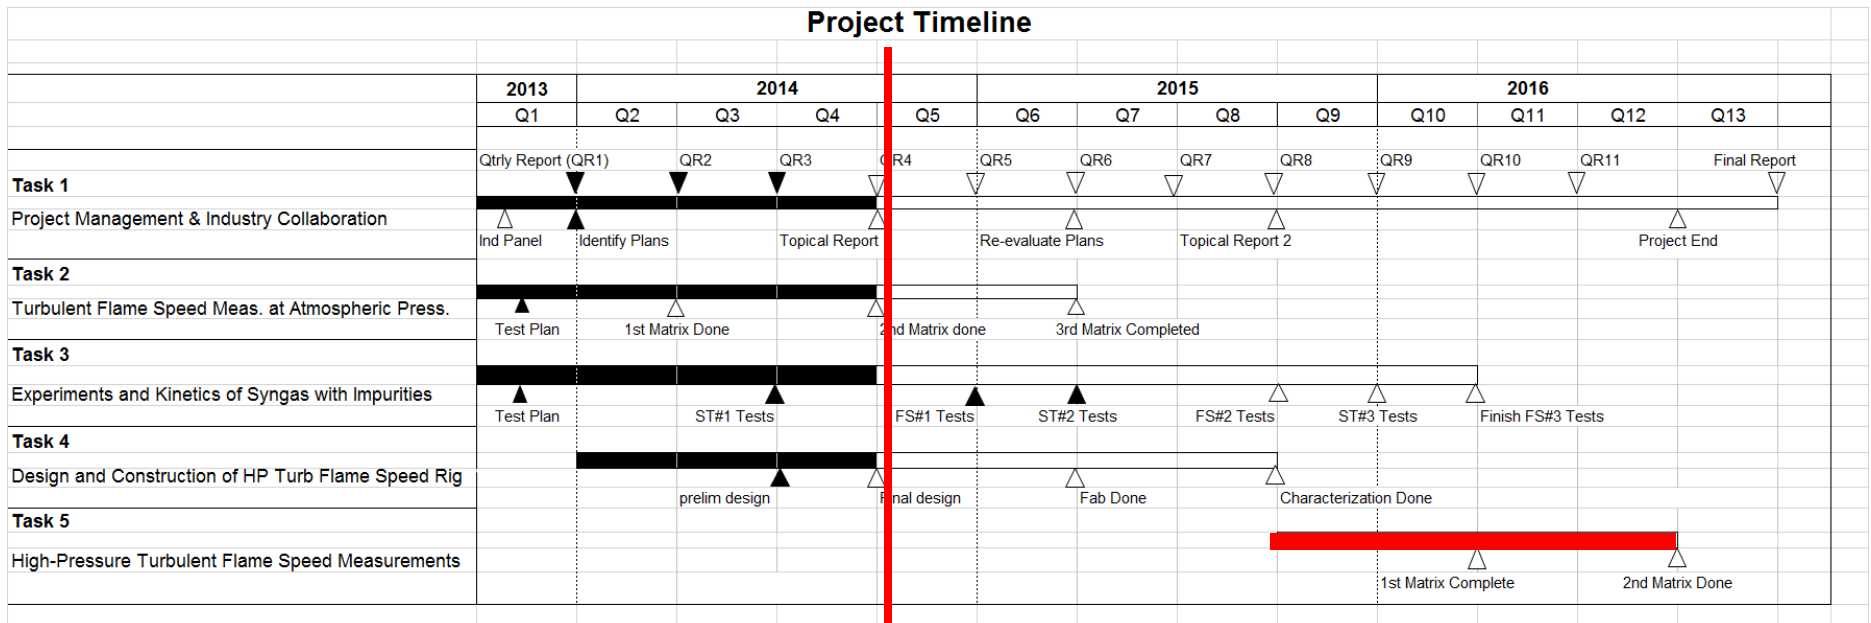 Project Timeline
2013 2014 2015 2016
Q1 Q2 Q3 Q4 Q5 Q6 Q7 Q8 Q9 Q10 Q11 Q12 Q13
Qtrly Report (QR1) QR2 QR3 QR4 QR5 QR6 QR7 QR8 QR9 QR10 QR11 Final Report
Task 1
Project Management & Industry Collaboration
Ind Panel Identify Plans Topical Report Re-evaluate Plans Topical Report 2 Project End
Task 2
Turbulent Flame Speed Meas. at Atmospheric Press.
Test Plan 1st Matrix Done 2nd Matrix done 3rd Matrix Completed
Task 3
Experiments and Kinetics of Syngas with Impurities
Test Plan ST#1 Tests FS#1 Tests ST#2 Tests FS#2 Tests ST#3 Tests Finish FS#3 Tests
Task 4
Design and Construction of HP Turb Flame Speed Rig
prelim design Final design Fab Done Characterization Done
Task 5
High-Pressure Turbulent Flame Speed Measurements
1st Matrix Complete 2nd Matrix Done